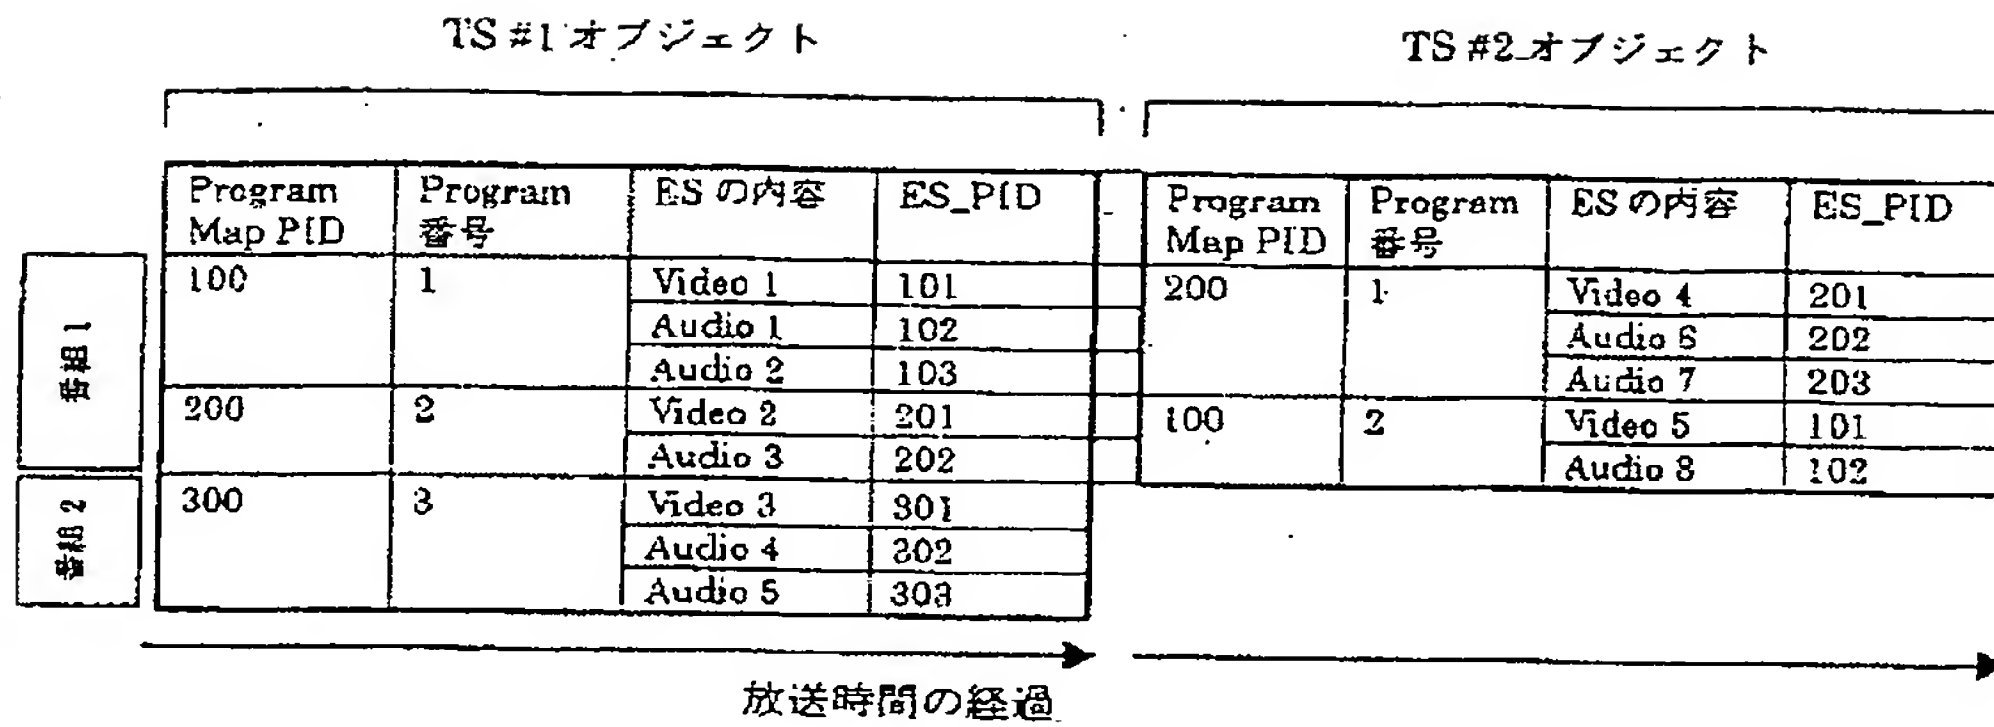 TS #1 オブジェクト
TS #2 オブジェクト
Program Map PID
Program 番号
ES の内容
ES_PID
100
1
Video 1
101
Audio 1
102
Audio 2
103
200
2
Video 2
201
Audio 3
202
300
3
Video 3
301
Audio 4
302
Audio 5
303
番組 1
番組 2
Program Map PID
Program 番号
ES の内容
ES_PID
200
1
Video 4
201
Audio 6
202
Audio 7
203
100
2
Video 5
101
Audio 8
102
放送時間の経過